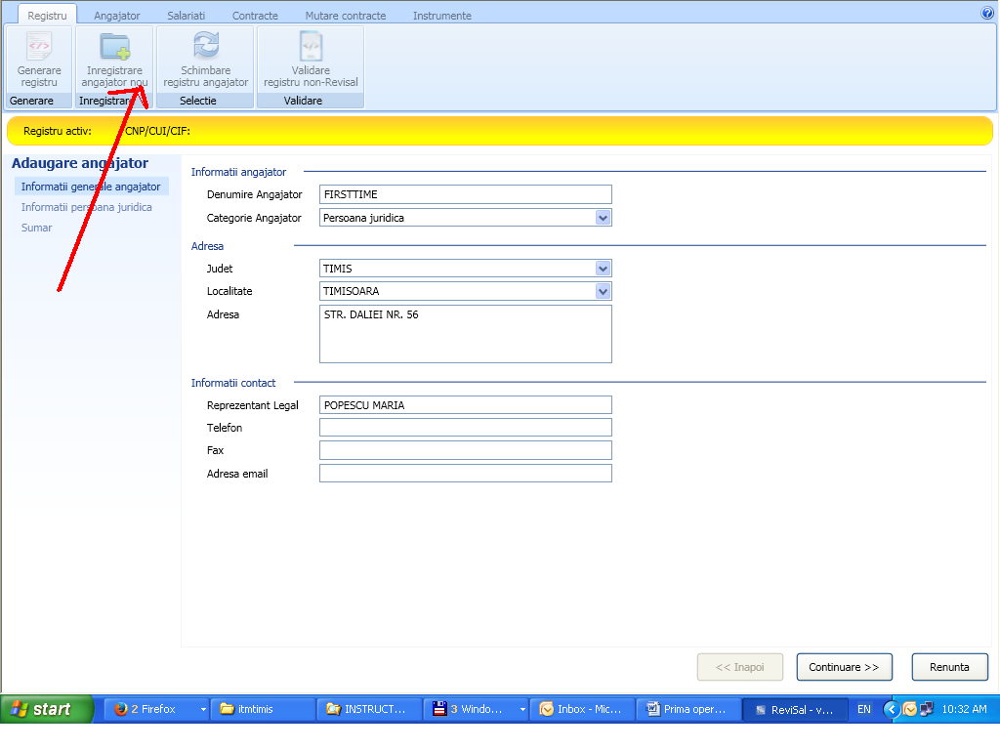 Registru Angajator Salariati Contracte Mutare contracte Instrumente
Generare
registru
Inregistrare
angajator nou
Schimbare
registru angajator
Validare
registru non-Revisal
Generare Inregistrare Selectie Validare
Registru activ: CNP/CUI/CIF:
Adaugare angajator
Informatii generale angajator
Informatii persoana juridica
Sumar
Informatii angajator
Denumire Angajator FIRSTTIME
Categorie Angajator Persoana juridica
Adresa
Judet TIMIS
Localitate TIMISOARA
Adresa STR. DALIEI NR. 56
Informatii contact
Reprezentant Legal POPESCU MARIA
Telefon
Fax
Adresa email
<< Inapoi Continuare >> Renunta
start 2 Firefox itmtimis INSTRUCT... 3 Windo... Inbox - Mic... Prima oper... ReviSal - v... EN 10:32 AM